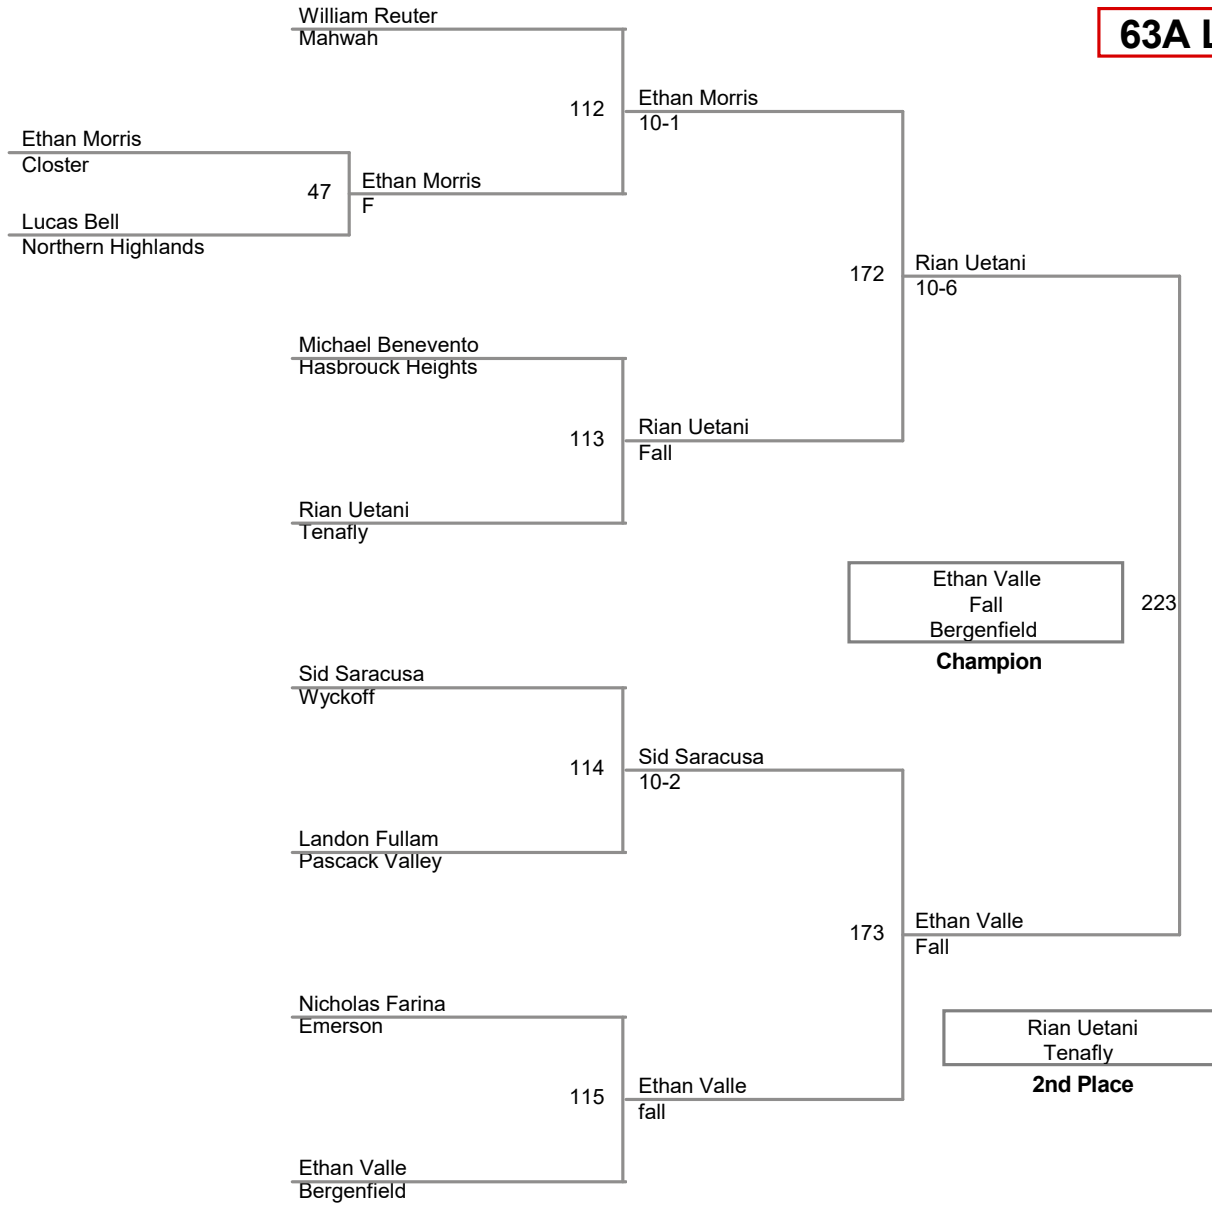 William Reuter
Mahwah
63A L
112
Ethan Morris
10-1
Ethan Morris
Closter
47
Ethan Morris
F
Lucas Bell
Northern Highlands
172
Rian Uetani
10-6
Michael Benevento
Hasbrouck Heights
113
Rian Uetani
Fall
Rian Uetani
Tenafly
Ethan Valle
Fall
Bergenfield
223
Champion
Sid Saracusa
Wyckoff
114
Sid Saracusa
10-2
Landon Fullam
Pascack Valley
173
Ethan Valle
Fall
Nicholas Farina
Emerson
Rian Uetani
Tenafly
2nd Place
115
Ethan Valle
fall
Ethan Valle
Bergenfield